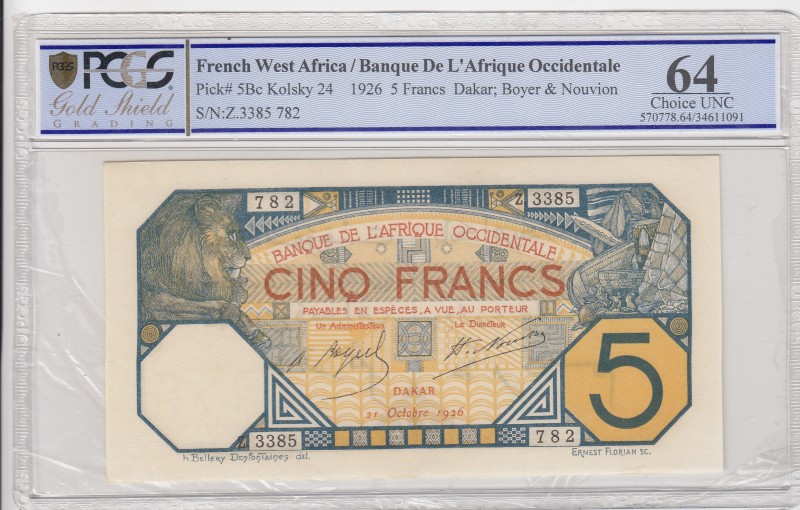 PCGS
PCGS
Gold Shield
GRADING
French West Africa / Banque De L'Afrique Occidentale
Pick# 5Bc Kolsky 24 1926 5 Francs Dakar; Boyer & Nouvion
S/N:Z.3385 782
64
Choice UNC
570778.64/34611091
782 Z 3385
BANQUE DE L'AFRIQUE OCCIDENTALE
CINQ FRANCS
PAYABLES EN ESPÈCES, A VUE, AU PORTEUR
Un Administrateur Le Directeur
DAKAR
21 Octobre 1926
5
Z 3385 782
h. Bellery Desfontaines del. ERNEST FLORIAN SC.